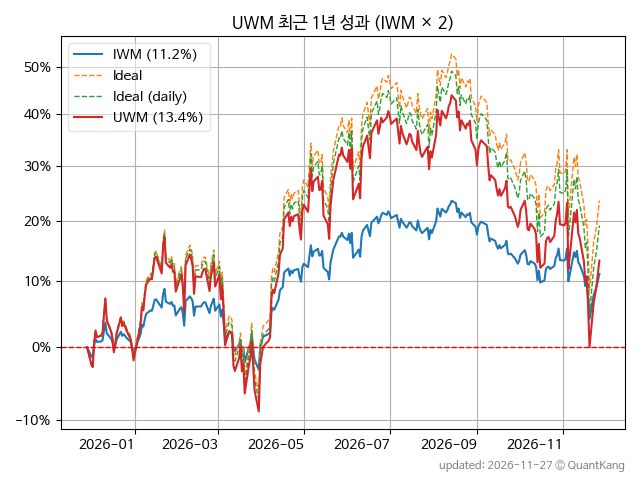 UWM 최근 1년 성과 (IWM × 2)
IWM (11.2%)
Ideal
Ideal (daily)
UWM (13.4%)
50%
40%
30%
20%
10%
0%
−10%
2026-01
2026-03
2026-05
2026-07
2026-09
2026-11
updated: 2026-11-27 © QuantKang